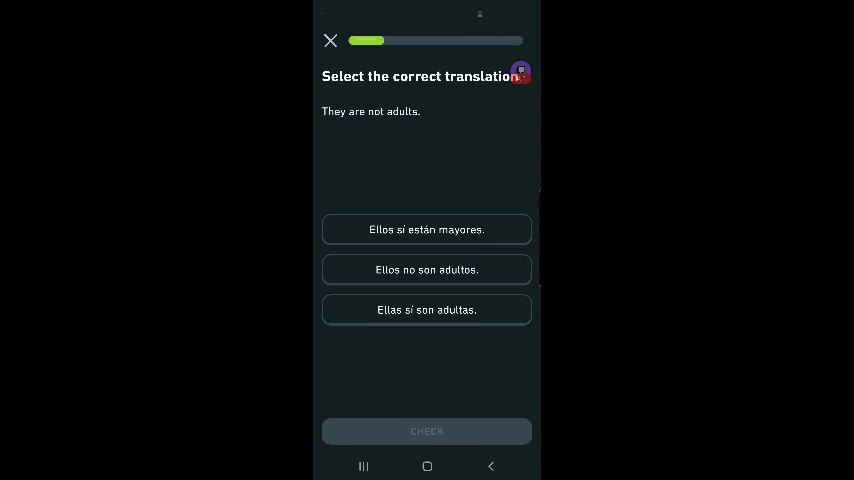 Select the correct translation
They are not adults.
Ellos sí están mayores.
Ellos no son adultos.
Ellas sí son adultas.
CHECK